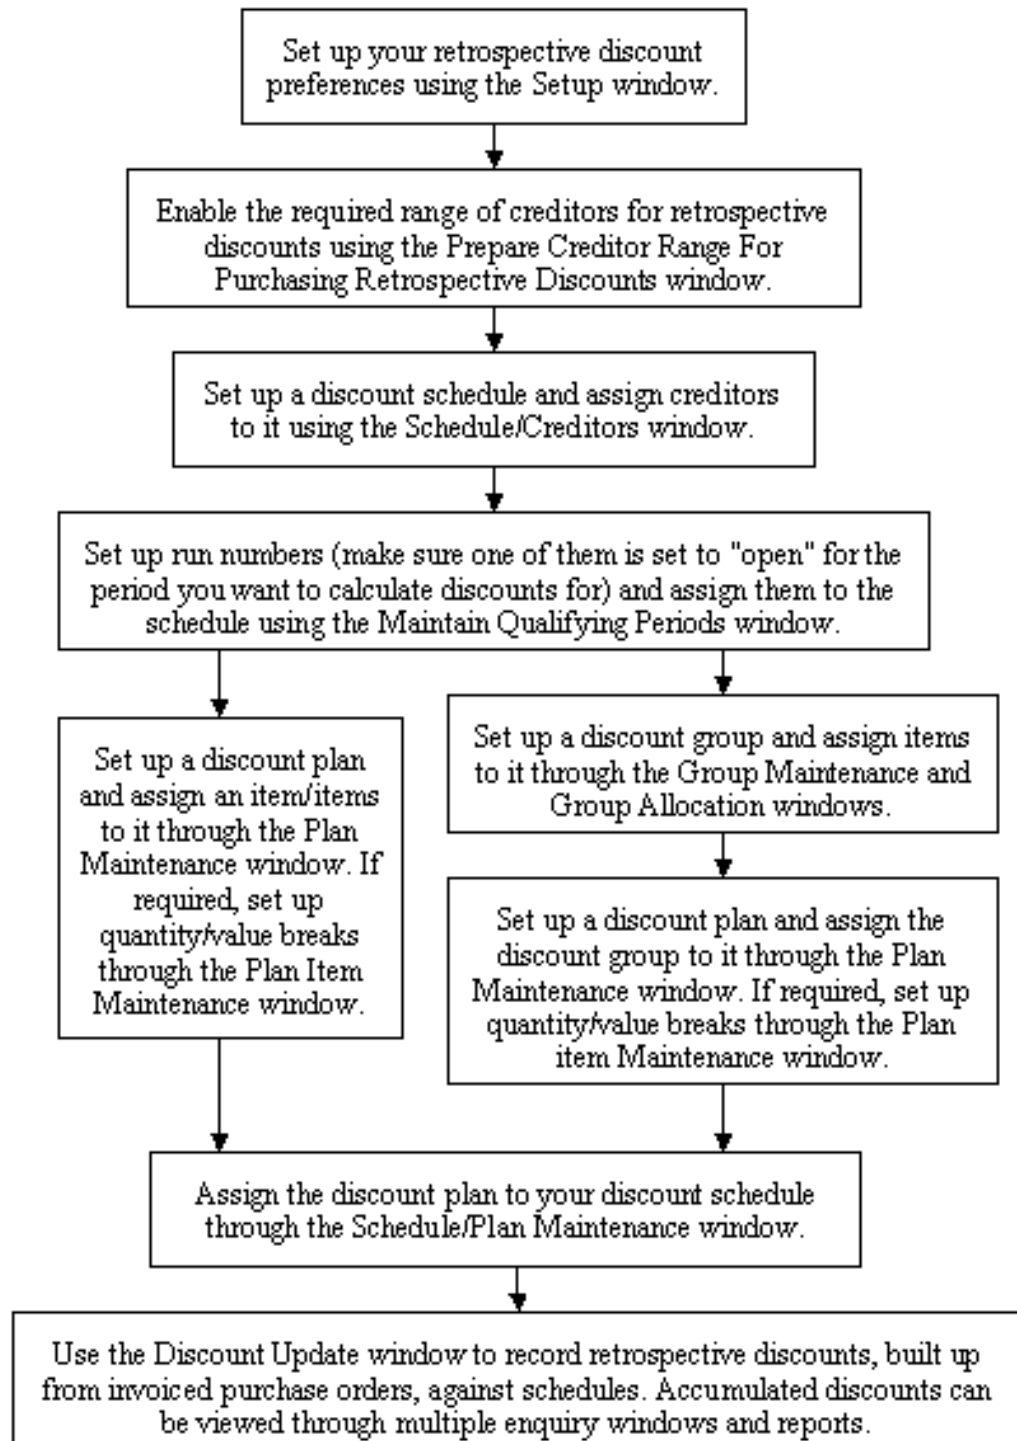 Set up your retrospective discount
preferences using the Setup window.
Enable the required range of creditors for retrospective
discounts using the Prepare Creditor Range For
Purchasing Retrospective Discounts window.
Set up a discount schedule and assign creditors
to it using the Schedule/Creditors window.
Set up run numbers (make sure one of them is set to "open" for the
period you want to calculate discounts for) and assign them to the
schedule using the Maintain Qualifying Periods window.
Set up a discount plan
and assign an item/items
to it through the Plan
Maintenance window. If
required, set up
quantity/value breaks
through the Plan Item
Maintenance window.
Set up a discount group and assign items
to it through the Group Maintenance and
Group Allocation windows.
Set up a discount plan and assign the
discount group to it through the Plan
Maintenance window. If required, set up
quantity/value breaks through the Plan
item Maintenance window.
Assign the discount plan to your discount schedule
through the Schedule/Plan Maintenance window.
Use the Discount Update window to record retrospective discounts, built up
from invoiced purchase orders, against schedules. Accumulated discounts can
be viewed through multiple enquiry windows and reports.